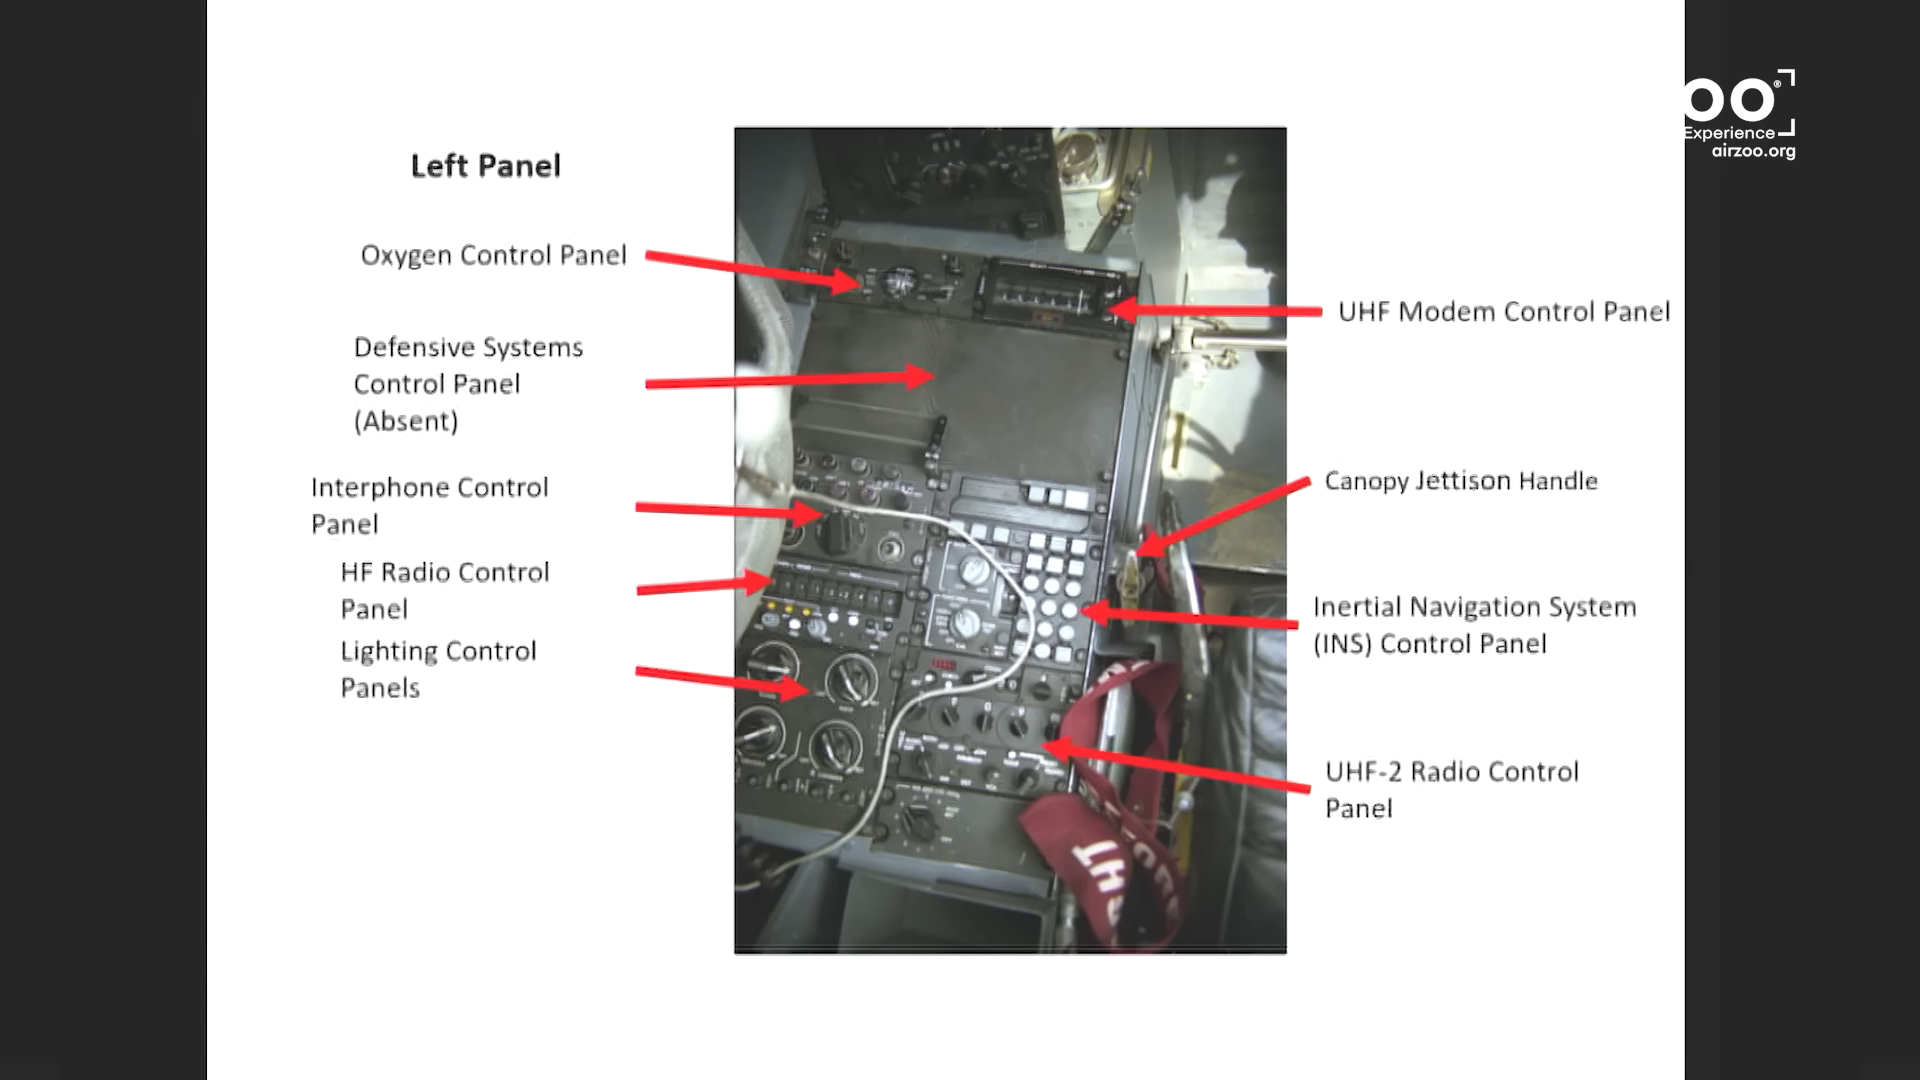 OO®
Experience
airzoo.org
Left Panel
Oxygen Control Panel
UHF Modem Control Panel
Defensive Systems
Control Panel
(Absent)
Interphone Control
Panel
Canopy Jettison Handle
HF Radio Control
Panel
Inertial Navigation System
(INS) Control Panel
Lighting Control
Panels
UHF-2 Radio Control
Panel